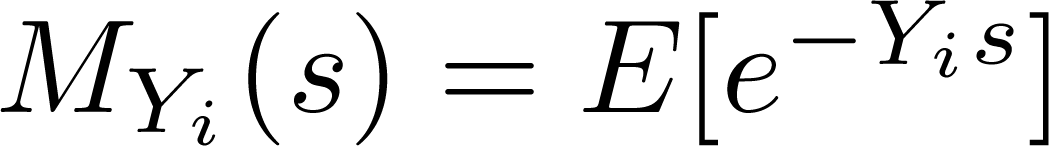 $M_{Y_i}(s) = E[e^{-Y_i s}]$